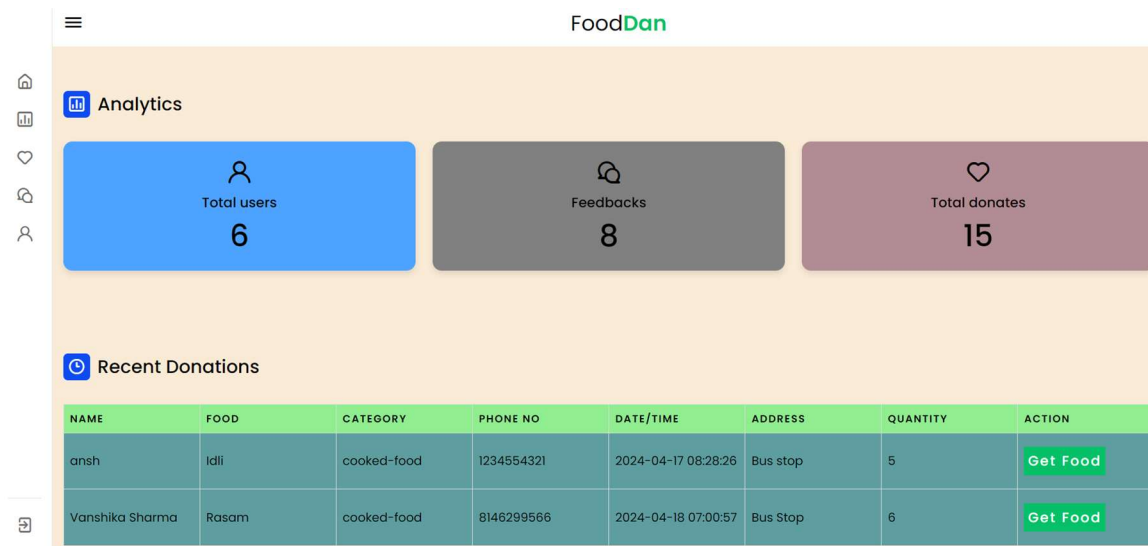 FoodDan
Analytics
Total users
6
Feedbacks
8
Total donates
15
Recent Donations
NAME FOOD CATEGORY PHONE NO DATE/TIME ADDRESS QUANTITY ACTION
ansh Idli cooked-food 1234554321 2024-04-17 08:28:26 Bus stop 5 Get Food
Vanshika Sharma Rasam cooked-food 8146299566 2024-04-18 07:00:57 Bus Stop 6 Get Food